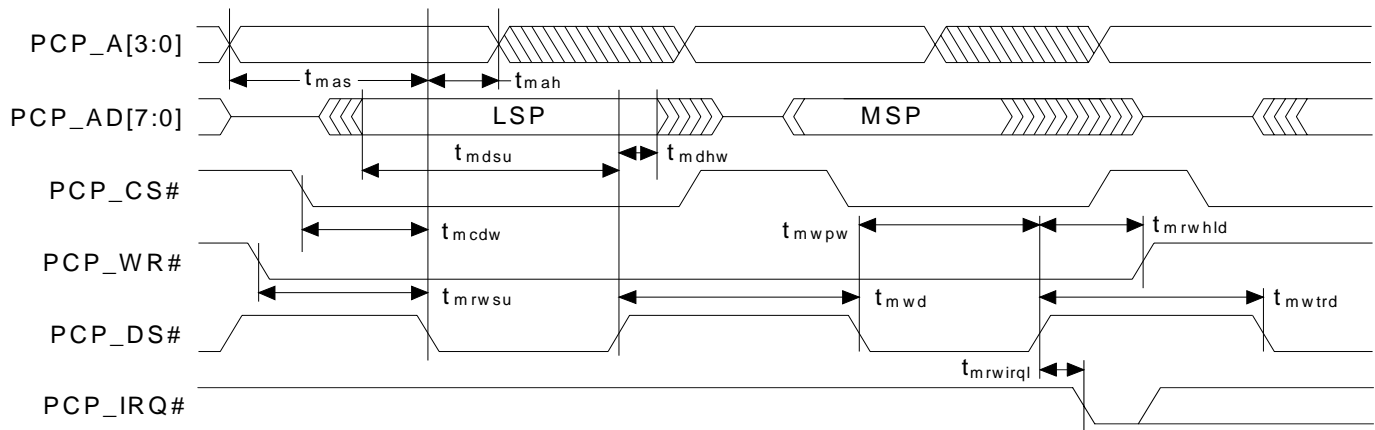 PCP_A[3:0]
t mas
t mah
PCP_AD[7:0]
LSP
MSP
t mdsu
t mdhw
PCP_CS#
t mcdw
t mwpw
t mrwhld
PCP_WR#
t mrwsu
t mwd
t mwtrd
PCP_DS#
t mrwirql
PCP_IRQ#